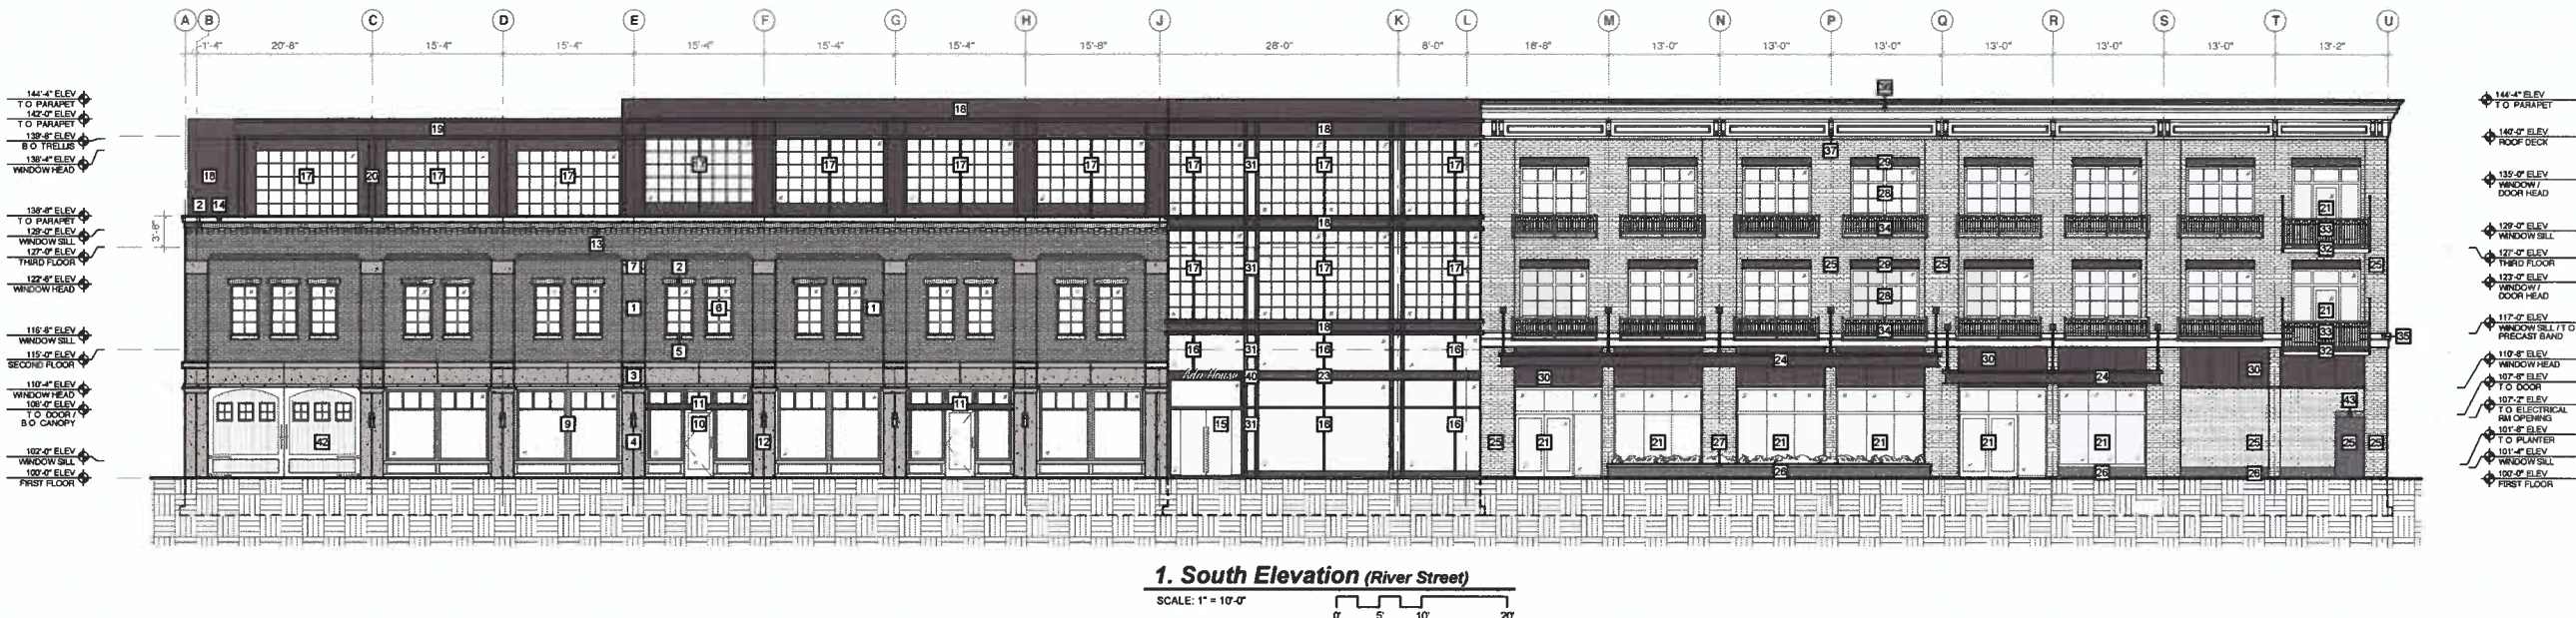 A B C D E F G H J K L M N P Q R S T U
1'-4" 20'-8" 15'-4" 15'-4" 15'-4" 15'-4" 15'-4" 15'-8" 28'-0" 8'-0" 16'-8" 13'-0" 13'-0" 13'-0" 13'-0" 13'-0" 13'-0" 13'-2"
144'-4" ELEV
T O PARAPET
142'-0" ELEV
T O PARAPET
139'-8" ELEV
B O TRELLIS
138'-4" ELEV
WINDOW HEAD
T O PARAPET
129'-0" ELEV
WINDOW SILL
127'-0" ELEV
THIRD FLOOR
122'-6" ELEV
WINDOW HEAD
116'-6" ELEV
WINDOW SILL
115'-0" ELEV
SECOND FLOOR
110'-4" ELEV
WINDOW HEAD
108'-0" ELEV
T O DOOR /
B O CANOPY
102'-0" ELEV
WINDOW SILL
100'-0" ELEV
FIRST FLOOR
3'-8"
18
19 18 37
18 17 20 17 17 17 17 17 17 31 17 17 29
28
2 14 21
13 18 34 33
32
7 2 17 31 17 17 25 29 25 25
1 6 1 28 21
18 34 33 35
5 16 31 16 16 24 30 32
3 Arlo House 40 23 30 24 30
11 11 43
42 9 4 10 12 15 31 16 16 25 21 21 27 21 21 21 21 25 25 25
26 26 26
144'-4" ELEV
T O PARAPET
140'-0" ELEV
ROOF DECK
135'-0" ELEV
WINDOW /
DOOR HEAD
129'-0" ELEV
WINDOW SILL
127'-0" ELEV
THIRD FLOOR
123'-0" ELEV
WINDOW /
DOOR HEAD
117'-0" ELEV
WINDOW SILL / T O
PRECAST BAND
110'-8" ELEV
WINDOW HEAD
107'-6" ELEV
T O DOOR
107'-2" ELEV
T O ELECTRICAL
RM OPENING
101'-8" ELEV
T O PLANTER
101'-4" ELEV
WINDOW SILL
100'-0" ELEV
FIRST FLOOR
1. South Elevation (River Street)
SCALE: 1" = 10'-0"
0' 5' 10' 20'